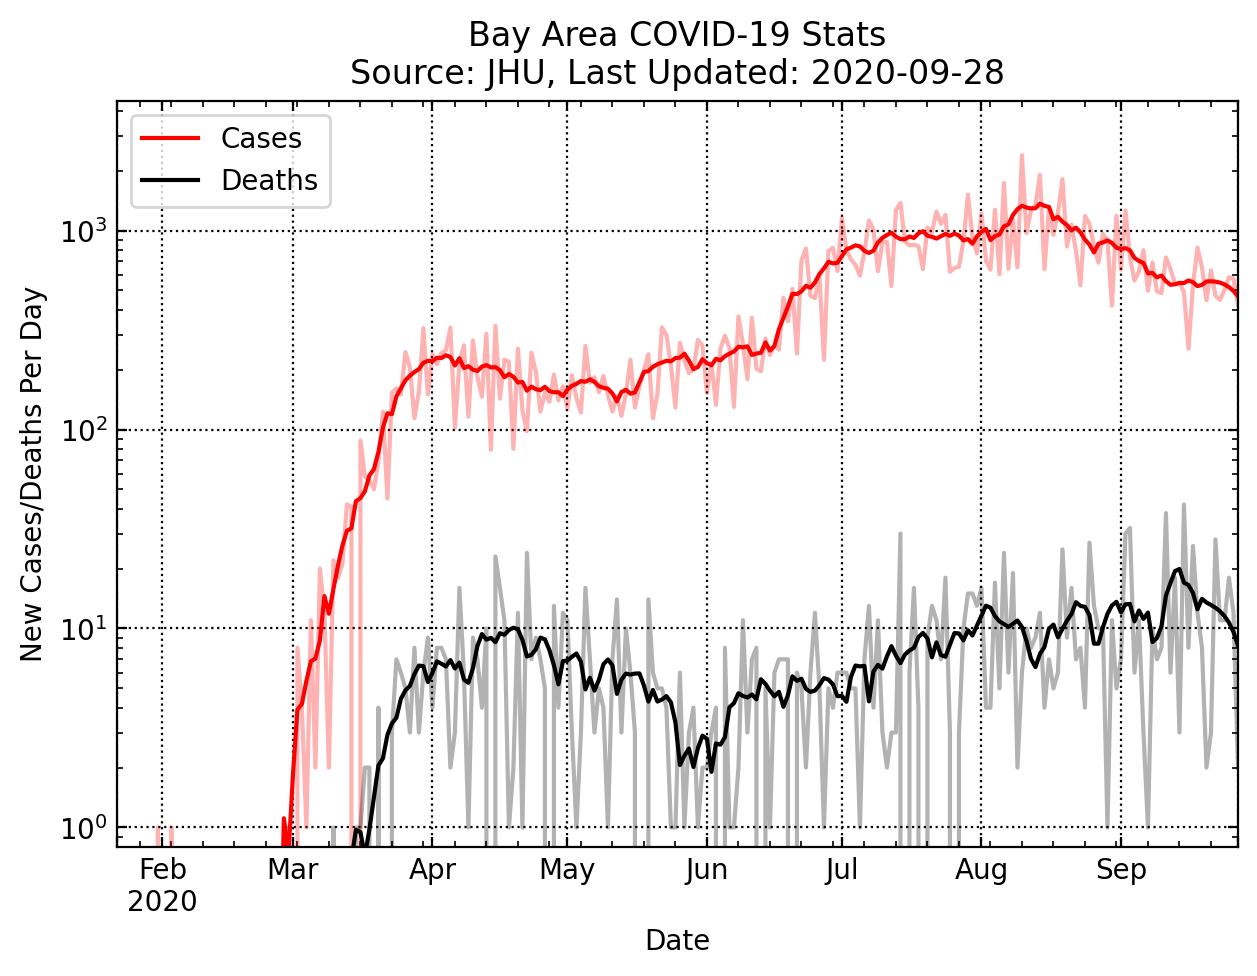 Bay Area COVID-19 Stats
Source: JHU, Last Updated: 2020-09-28
Cases
Deaths
New Cases/Deaths Per Day
10³
10²
10¹
10⁰
Feb Mar Apr May Jun Jul Aug Sep
2020
Date